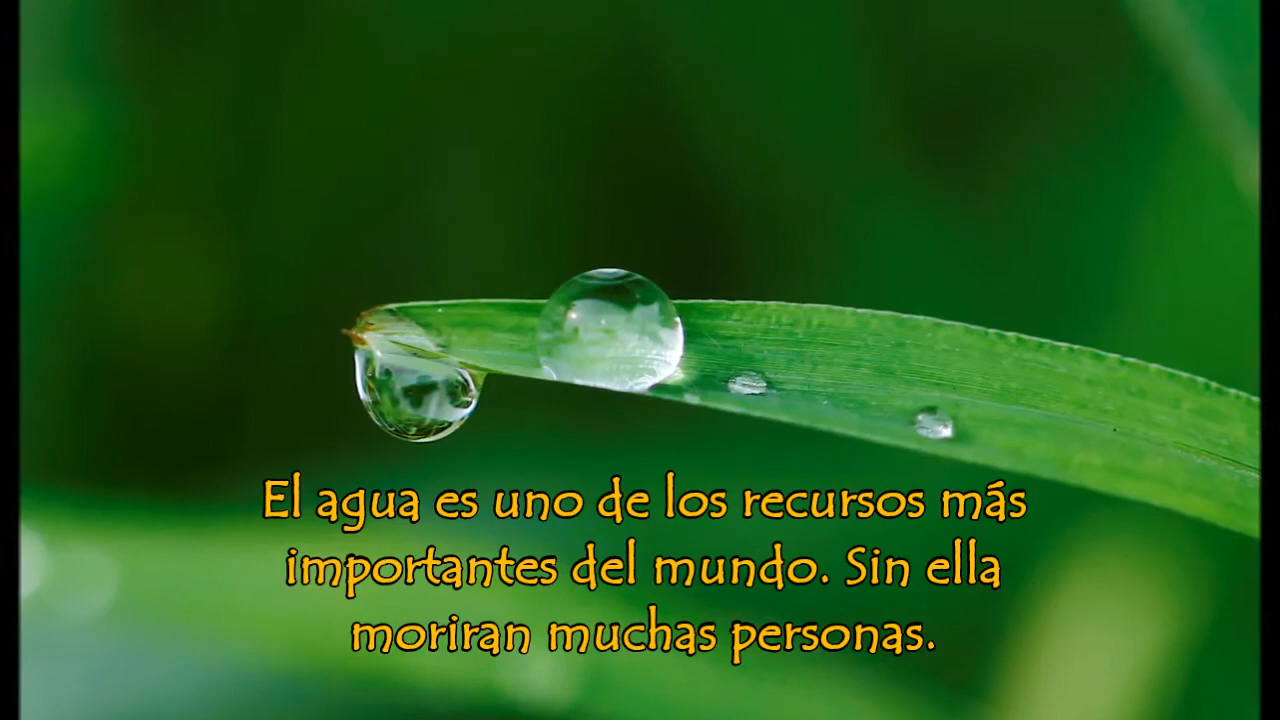 El agua es uno de los recursos más
importantes del mundo. Sin ella
moriran muchas personas.